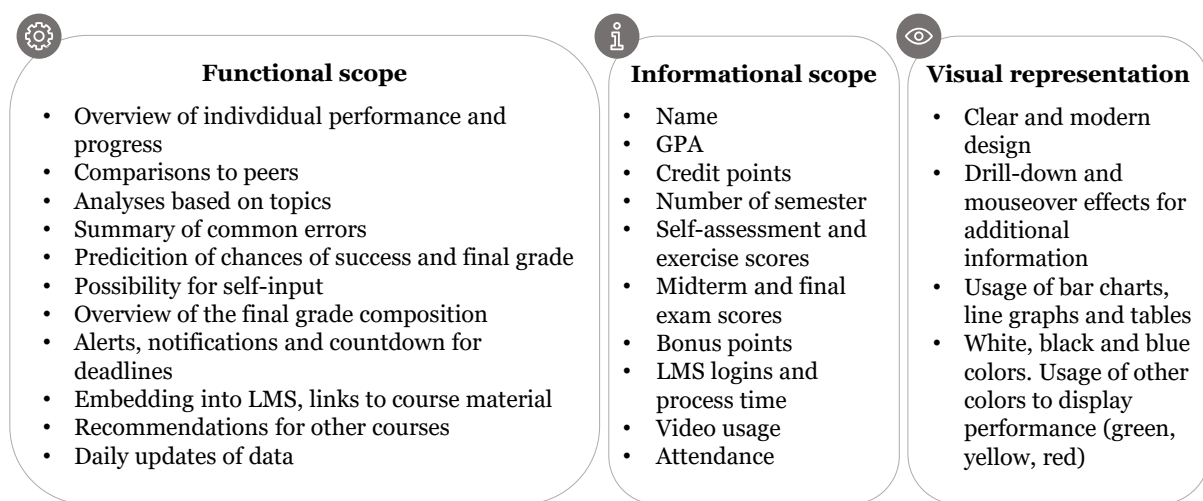 Functional scope
• Overview of indivdidual performance and
progress
• Comparisons to peers
• Analyses based on topics
• Summary of common errors
• Predicition of chances of success and final grade
• Possibility for self-input
• Overview of the final grade composition
• Alerts, notifications and countdown for
deadlines
• Embedding into LMS, links to course material
• Recommendations for other courses
• Daily updates of data
Informational scope
• Name
• GPA
• Credit points
• Number of semester
• Self-assessment and
exercise scores
• Midterm and final
exam scores
• Bonus points
• LMS logins and
process time
• Video usage
• Attendance
Visual representation
• Clear and modern
design
• Drill-down and
mouseover effects for
additional
information
• Usage of bar charts,
line graphs and tables
• White, black and blue
colors. Usage of other
colors to display
performance (green,
yellow, red)